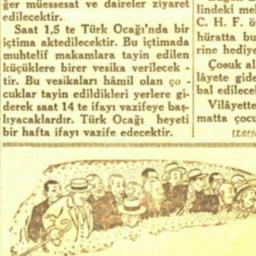 ğer müessesat ve daireler ziyaret
edilecektir.
Saat 1,5 te Türk Ocağı'nda bir
içtima aktedilecektir. Bu içtimada
muhtelif makamlara tayin edilen
küçüklere birer vesika verilecek -
tir. Bu vesikaları hâmil olan ço -
cuklar tayin edildikleri yerlere gi-
derek saat 14 te ifayı vazifeye baş-
lıyacaklardır. Türk Ocağı heyeti
bir hafta ifayı vazife edecektir.
lindeki mek
C. H. F. ö
hüratta bu
rine hediye
Çocuk al
lâyete gide
bal edilecek
Vilâyette
matta çocu